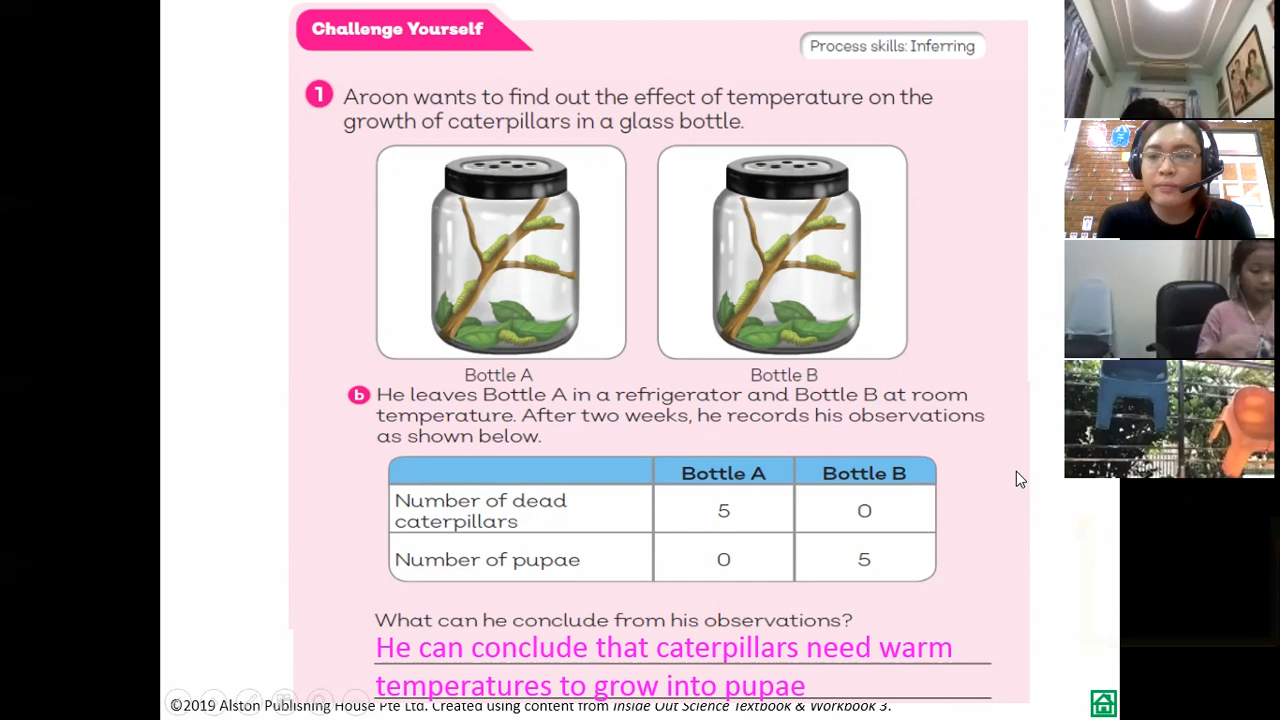 Challenge Yourself
Process skills: Inferring
1 Aroon wants to find out the effect of temperature on the
growth of caterpillars in a glass bottle.
Bottle A
Bottle B
b He leaves Bottle A in a refrigerator and Bottle B at room
temperature. After two weeks, he records his observations
as shown below.
Bottle A Bottle B
Number of dead
caterpillars 5 0
Number of pupae 0 5
What can he conclude from his observations?
He can conclude that caterpillars need warm
temperatures to grow into pupae
©2019 Alston Publishing House Pte Ltd. Created using content from Inside Out Science Textbook & Workbook 3.